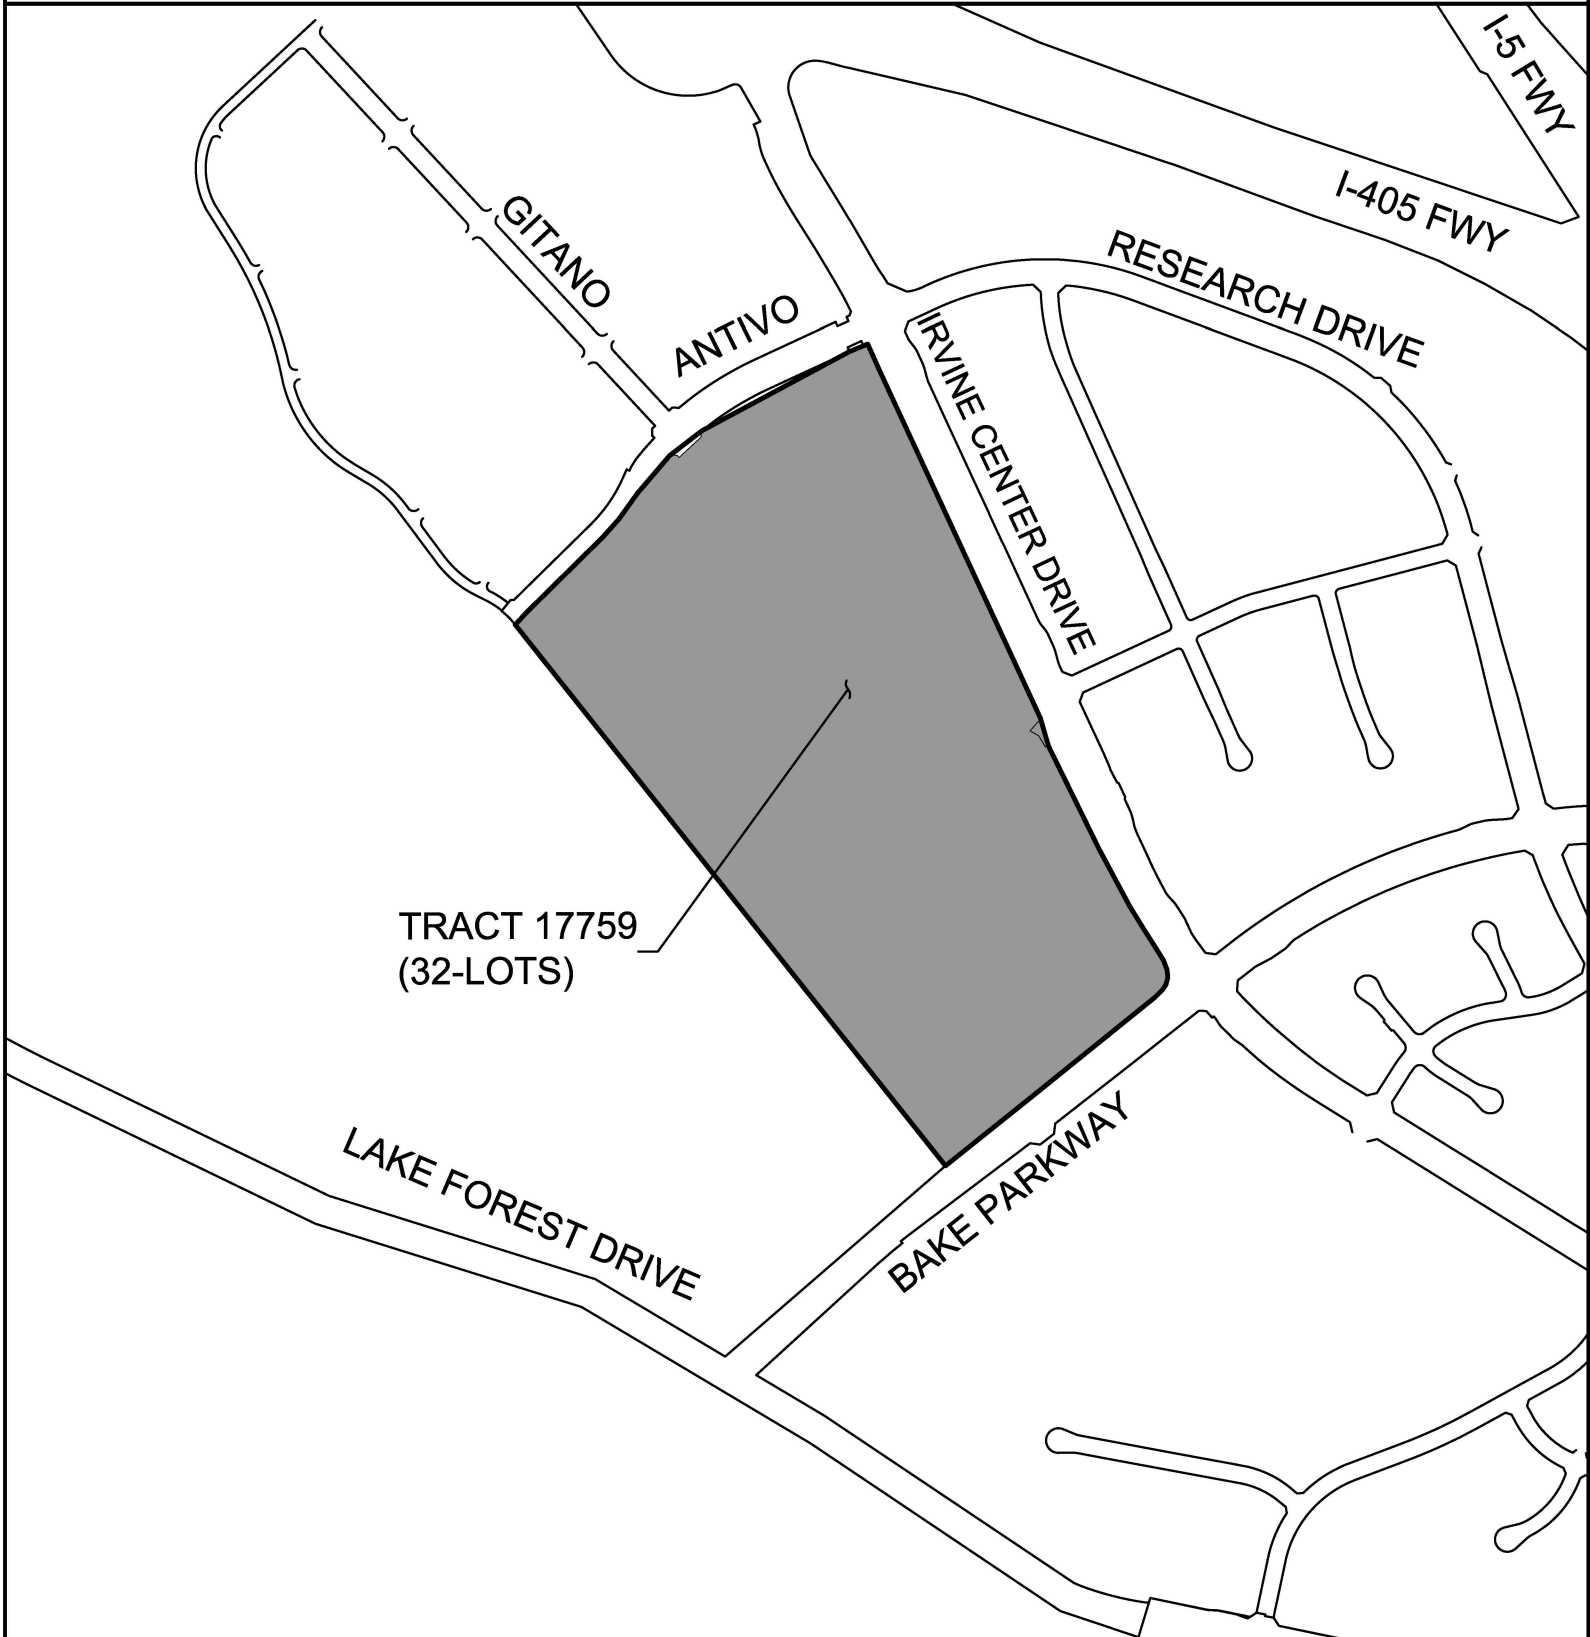 I-5 FWY
I-405 FWY
RESEARCH DRIVE
GITANO
ANTIVO
IRVINE CENTER DRIVE
TRACT 17759
(32-LOTS)
LAKE FOREST DRIVE
BAKE PARKWAY